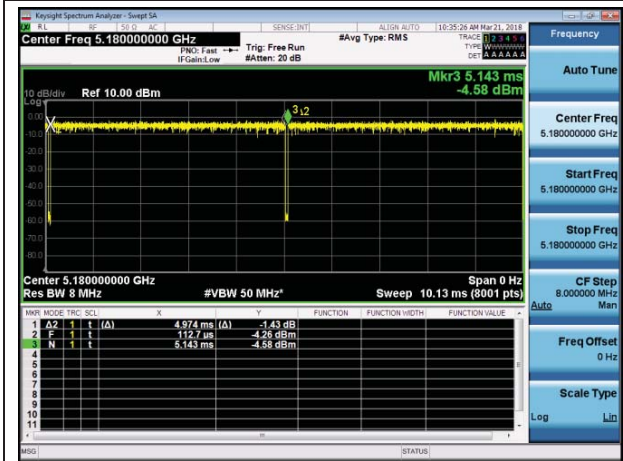 Keysight Spectrum Analyzer - Swept SA
RL RF 50 Ω AC SENSE:INT ALIGN AUTO 10:35:26 AM Mar 21, 2018
Center Freq 5.180000000 GHz #Avg Type: RMS TRACE 1 2 3 4 5 6
PNO: Fast Trig: Free Run TYPE WWWWWW
IFGain:Low #Atten: 20 dB DET A A A A A A
Mkr3 5.143 ms
10 dB/div Ref 10.00 dBm -4.58 dBm
Log
0.00
3 1Δ2
-10.0
-20.0
-30.0
-40.0
-50.0
-60.0
-70.0
-80.0
Center 5.180000000 GHz Span 0 Hz
Res BW 8 MHz #VBW 50 MHz* Sweep 10.13 ms (8001 pts)
MKR MODE TRC SCL X Y FUNCTION FUNCTION WIDTH FUNCTION VALUE
1 Δ2 1 t (Δ) 4.974 ms (Δ) -1.43 dB
2 F 1 t 112.7 µs -4.26 dBm
3 N 1 t 5.143 ms -4.58 dBm
4
5
6
7
8
9
10
11
MSG STATUS
Frequency
Auto Tune
Center Freq
5.180000000 GHz
Start Freq
5.180000000 GHz
Stop Freq
5.180000000 GHz
CF Step
8.000000 MHz
Auto Man
Freq Offset
0 Hz
Scale Type
Log Lin